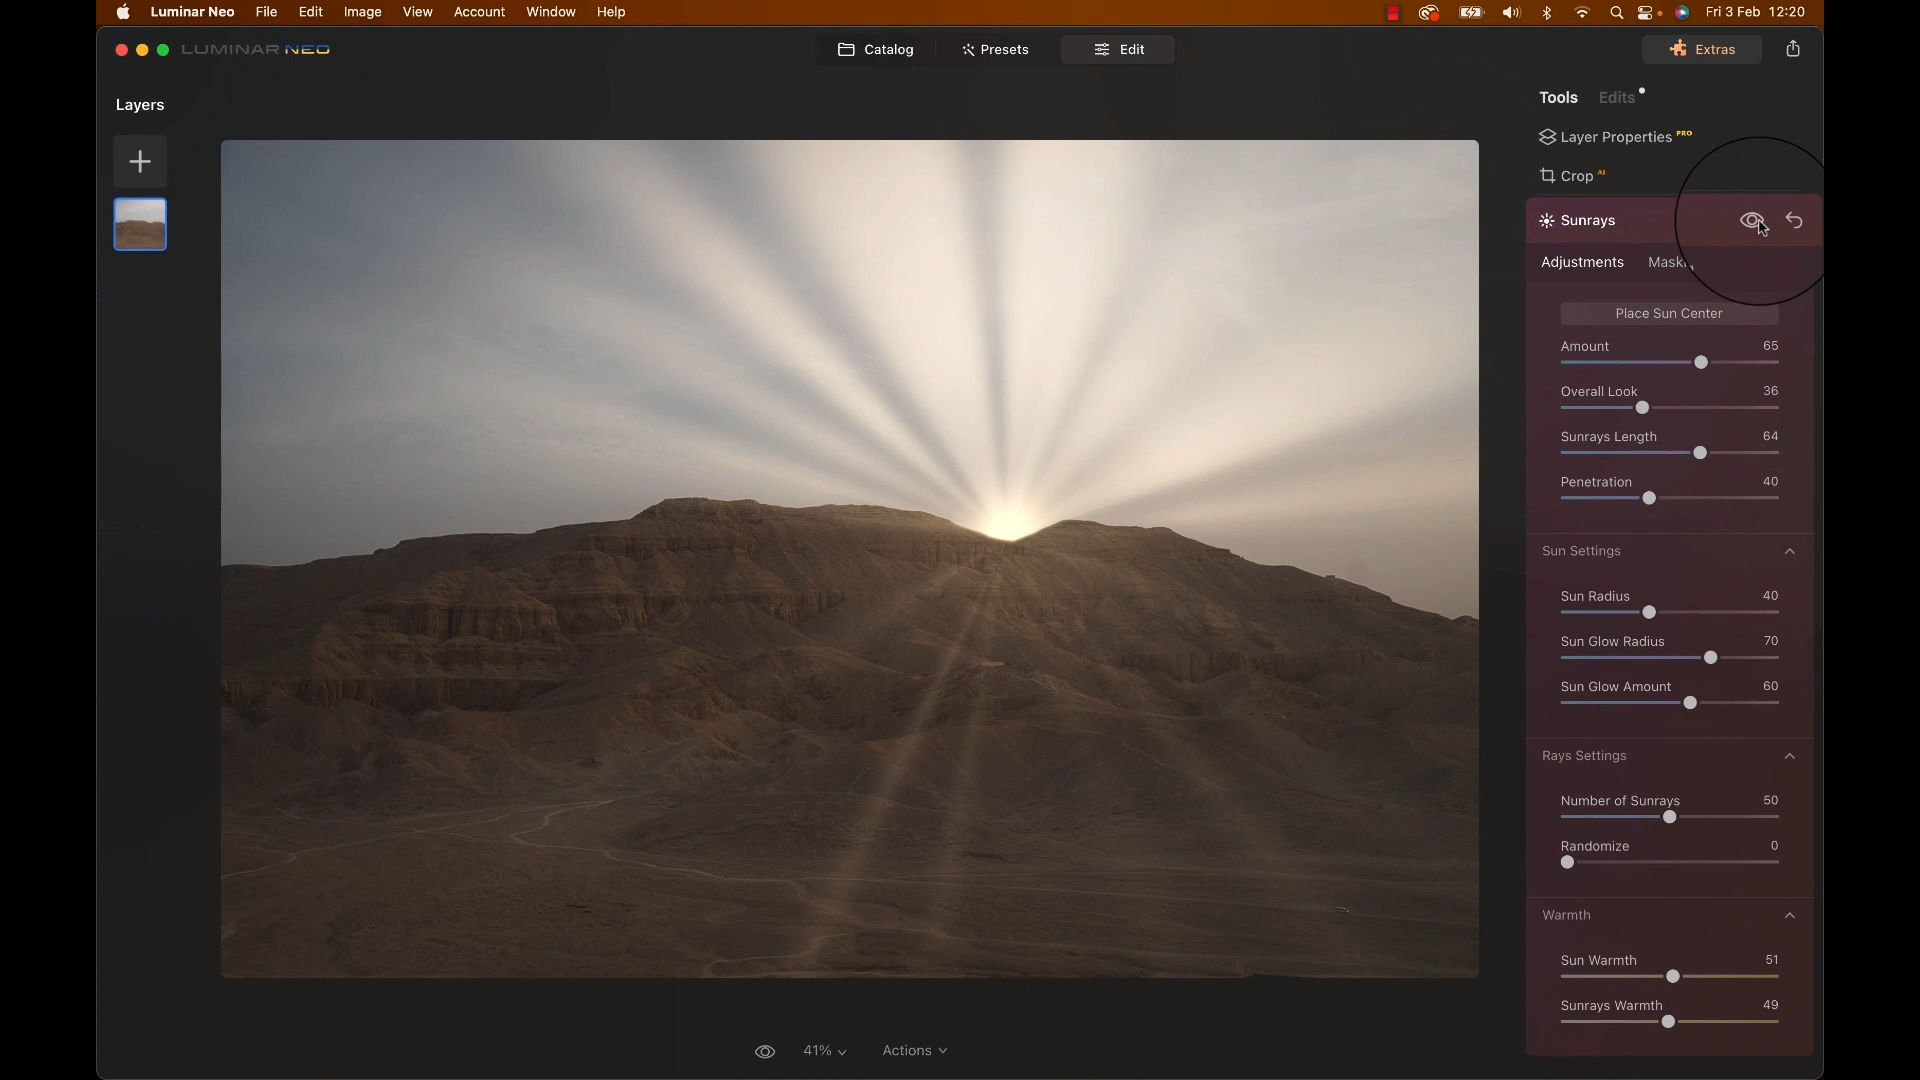 Luminar Neo File Edit Image View Account Window Help Fri 3 Feb 12:20
LUMINAR NEO Catalog Presets Edit Extras
Layers
Tools Edits
Layer Properties PRO
Crop AI
Sunrays
Adjustments
Place Sun Center
Amount 65
Overall Look 36
Sunrays Length 64
Penetration 40
Sun Settings
Sun Radius 40
Sun Glow Radius 70
Sun Glow Amount 60
Rays Settings
Number of Sunrays 50
Randomize 0
Warmth
Sun Warmth 51
Sunrays Warmth 49
41% Actions